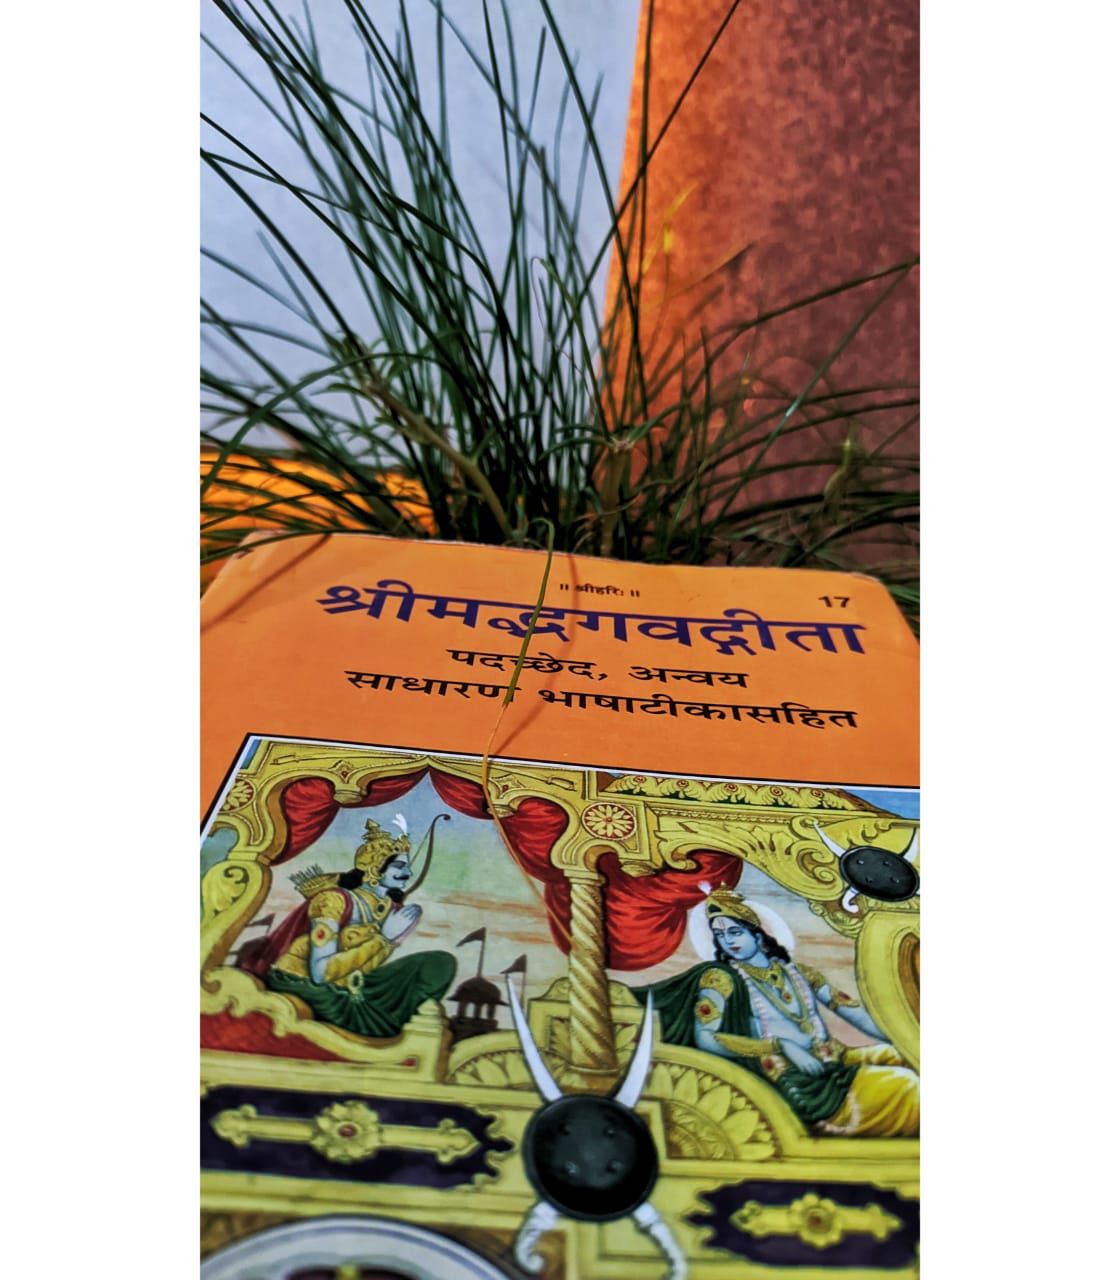 ॥ श्रीहरिः ॥
17
श्रीमद्भगवद्गीता
पदच्छेद, अन्वय
साधारण भाषाटीकासहित